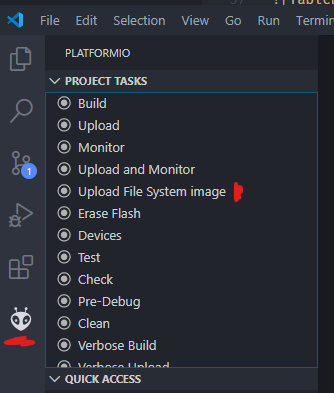 File Edit Selection View Go Run Termin
PLATFORMIO
PROJECT TASKS
Build
Upload
Monitor
Upload and Monitor
Upload File System image
Erase Flash
1
Devices
Test
Check
Pre-Debug
Clean
Verbose Build
Verbose Upload
QUICK ACCESS